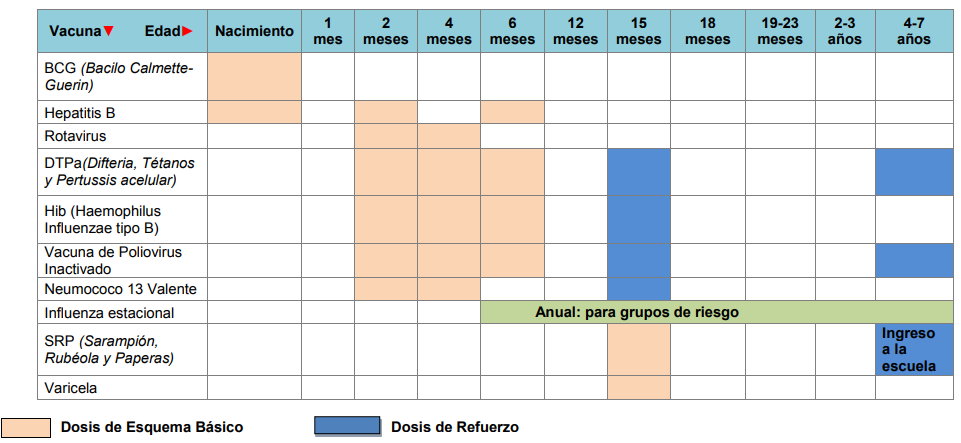 Vacuna Edad Nacimiento 1 mes 2 meses 4 meses 6 meses 12 meses 15 meses 18 meses 19-23 meses 2-3 años 4-7 años
BCG (Bacilo Calmette-
Guerin)
Hepatitis B
Rotavirus
DTPa(Difteria, Tétanos
y Pertussis acelular)
Hib (Haemophilus
Influenzae tipo B)
Vacuna de Poliovirus
Inactivado
Neumococo 13 Valente
Influenza estacional Anual: para grupos de riesgo
SRP (Sarampión,
Rubéola y Paperas)
Ingreso
a la
escuela
Varicela
Dosis de Esquema Básico Dosis de Refuerzo